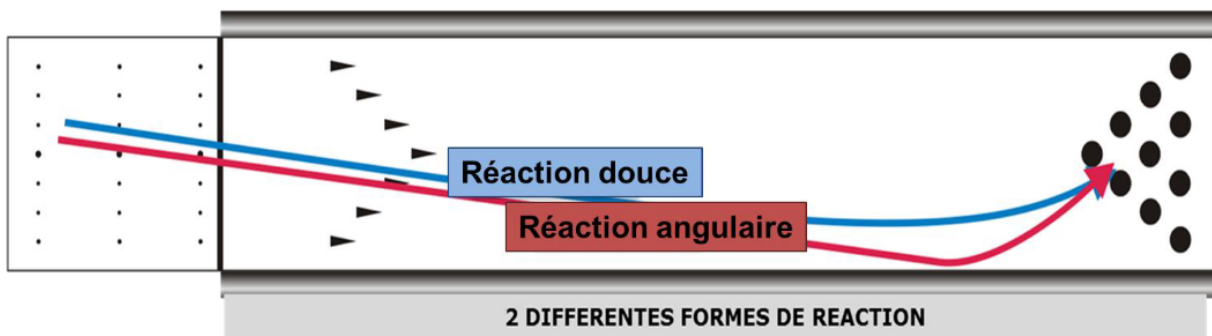 Réaction douce
Réaction angulaire
2 DIFFERENTES FORMES DE REACTION